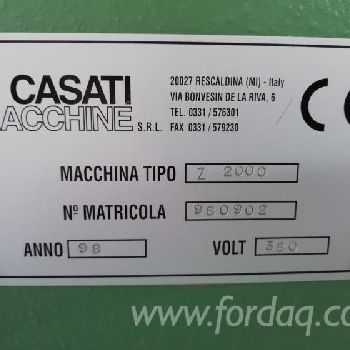 CASATI
ACCHINE S.R.L.
20027 RESCALDINA (MI) - Italy
VIA BONVESIN DE LA RIVA, 6
TEL. 0331 / 576301
FAX 0331 / 579230
CE
MACCHINA TIPO Z 2000
Nº MATRICOLA 960902
ANNO 98 VOLT 380
www.fordaq.com